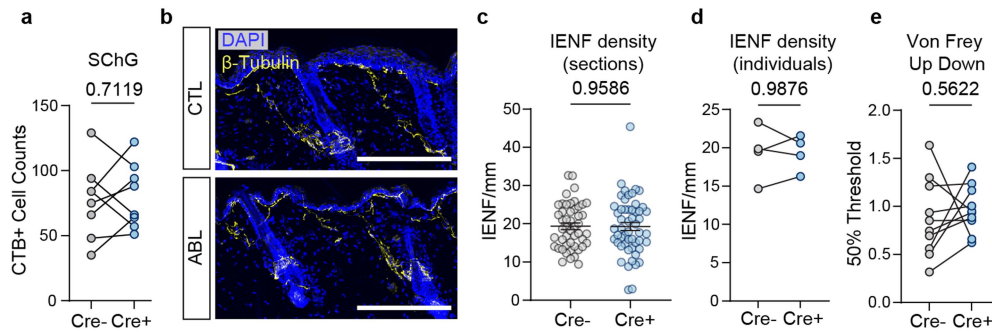 a
SChG
0.7119
CTB+ Cell Counts
150
100
50
0
Cre- Cre+
b
DAPI
β-Tubulin
CTL
ABL
c
IENF density
(sections)
0.9586
IENF/mm
50
40
30
20
10
0
Cre- Cre+
d
IENF density
(individuals)
0.9876
IENF/mm
25
20
15
10
5
0
Cre- Cre+
e
Von Frey
Up Down
0.5622
50% Threshold
2.0
1.5
1.0
0.5
0.0
Cre- Cre+